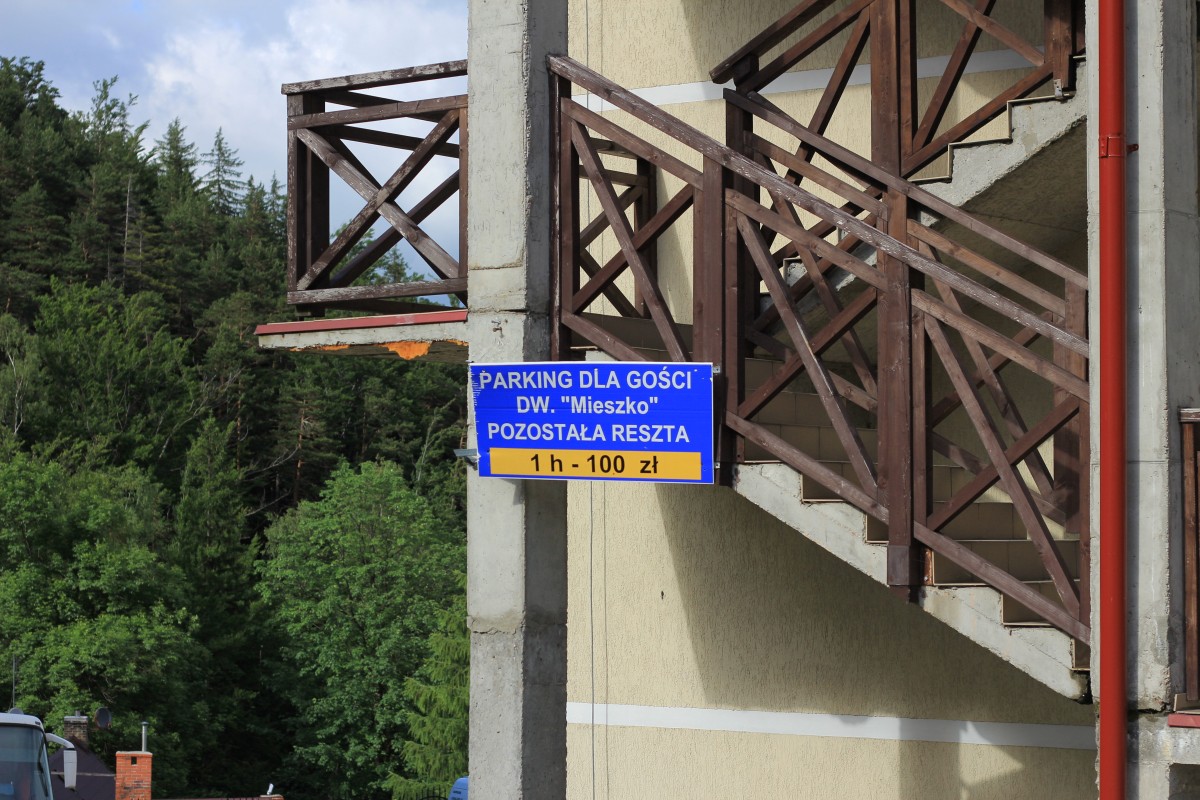 PARKING DLA GOŚCI
DW. "Mieszko"
POZOSTAŁA RESZTA
1 h - 100 zł